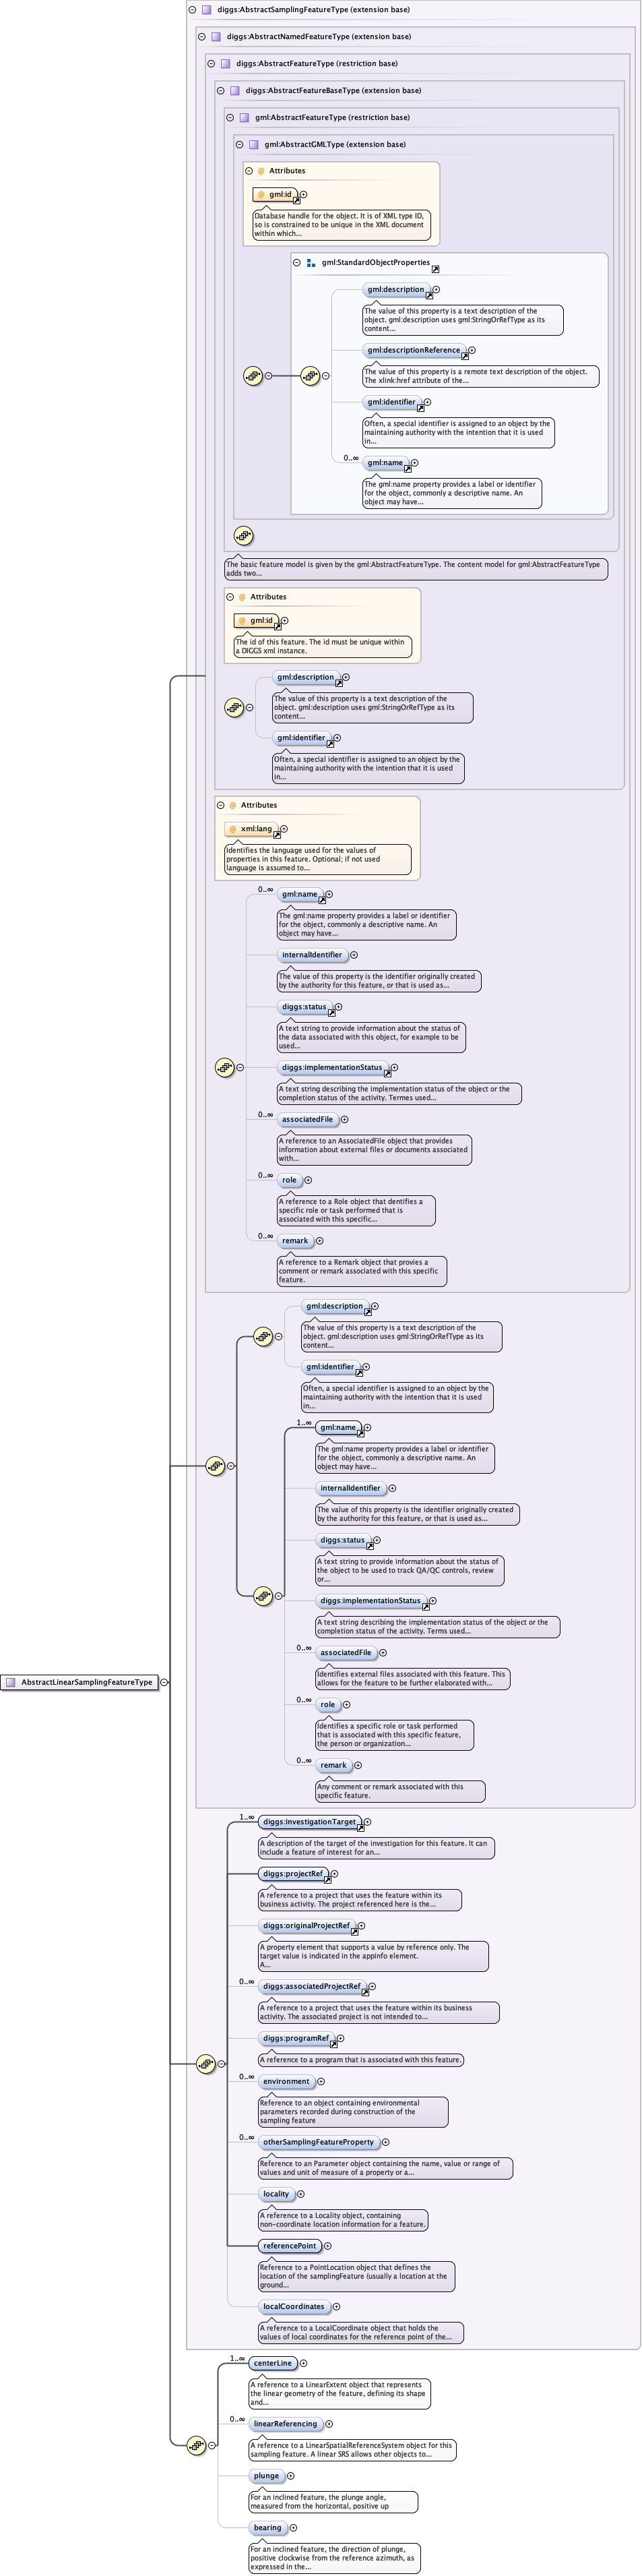 diggs:AbstractSamplingFeatureType (extension base)
diggs:AbstractNamedFeatureType (extension base)
diggs:AbstractFeatureType (restriction base)
diggs:AbstractFeatureBaseType (extension base)
gml:AbstractFeatureType (restriction base)
gml:AbstractGMLType (extension base)
@ Attributes
@ gml:id
Database handle for the object. It is of XML type ID,
so is constrained to be unique in the XML document
within which...
gml:StandardObjectProperties
gml:description
The value of this property is a text description of the
object. gml:description uses gml:StringOrRefType as its
content...
gml:descriptionReference
The value of this property is a remote text description of the object.
The xlink:href attribute of the...
gml:identifier
Often, a special identifier is assigned to an object by the
maintaining authority with the intention that it is used
in...
0..∞
gml:name
The gml:name property provides a label or identifier
for the object, commonly a descriptive name. An
object may have...
The basic feature model is given by the gml:AbstractFeatureType. The content model for gml:AbstractFeatureType
adds two...
@ Attributes
@ gml:id
The id of this feature. The id must be unique within
a DIGGS xml instance.
gml:description
The value of this property is a text description of the
object. gml:description uses gml:StringOrRefType as its
content...
gml:identifier
Often, a special identifier is assigned to an object by the
maintaining authority with the intention that it is used
in...
@ Attributes
@ xml:lang
Identifies the language used for the values of
properties in this feature. Optional; if not used
language is assumed to...
0..∞
gml:name
The gml:name property provides a label or identifier
for the object, commonly a descriptive name. An
object may have...
internalIdentifier
The value of this property is the identifier originally created
by the authority for this feature, or that is used as...
diggs:status
A text string to provide information about the status of
the data associated with this object, for example to be
used...
diggs:implementationStatus
A text string describing the implementation status of the object or the
completion status of the activity. Termes used...
0..∞
associatedFile
A reference to an AssociatedFile object that provides
information about external files or documents associated
with...
0..∞
role
A reference to a Role object that dentifies a
specific role or task performed that is
associated with this specific...
0..∞
remark
A reference to a Remark object that provies a
comment or remark associated with this specific
feature.
gml:description
The value of this property is a text description of the
object. gml:description uses gml:StringOrRefType as its
content...
gml:identifier
Often, a special identifier is assigned to an object by the
maintaining authority with the intention that it is used
in...
1..∞
gml:name
The gml:name property provides a label or identifier
for the object, commonly a descriptive name. An
object may have...
internalIdentifier
The value of this property is the identifier originally created
by the authority for this feature, or that is used as...
diggs:status
A text string to provide information about the status of the
object to be used to track QA/QC controls, review
or...
diggs:implementationStatus
A text string describing the implementation status of the object or the
completion status of the activity. Terms used...
0..∞
associatedFile
Identifies external files associated with this feature. This
allows for the feature to be further elaborated with...
0..∞
role
Identifies a specific role or task performed
that is associated with this specific feature,
the person or organization...
0..∞
remark
Any comment or remark associated with this
specific feature.
AbstractLinearSamplingFeatureType
1..∞
diggs:investigationTarget
A description of the target of the investigation for this feature. It can
include a feature of interest for an...
diggs:projectRef
A reference to a project that uses the feature within its
business activity. The project referenced here is the...
diggs:originalProjectRef
A property element that supports a value by reference only. The
target value is indicated in the appinfo element.
A...
0..∞
diggs:associatedProjectRef
A reference to a project that uses the feature within its business
activity. The associated project is not intended to...
diggs:programRef
A reference to a program that is associated with this feature.
0..∞
environment
Reference to an object containing environmental
parameters recorded during construction of the
sampling feature
0..∞
otherSamplingFeatureProperty
Reference to an Parameter object containing the name, value or range of
values and unit of measure of a property or a...
locality
A reference to a Locality object, containing
non-coordinate location information for a feature.
referencePoint
Reference to a PointLocation object that defines the
location of the samplingFeature (usually a location at the
ground...
localCoordinates
A reference to a LocalCoordinate object that holds the
values of local coordinates for the reference point of the...
1..∞
centerLine
A reference to a LinearExtent object that represents
the linear geometry of the feature, defining its shape
and...
0..∞
linearReferencing
A reference to a LinearSpatialReferenceSystem object for this
sampling feature. A linear SRS allows other objects to...
plunge
For an inclined feature, the plunge angle,
measured from the horizontal, positive up
bearing
For an inclined feature, the direction of plunge,
positive clockwise from the reference azimuth, as
expressed in the...